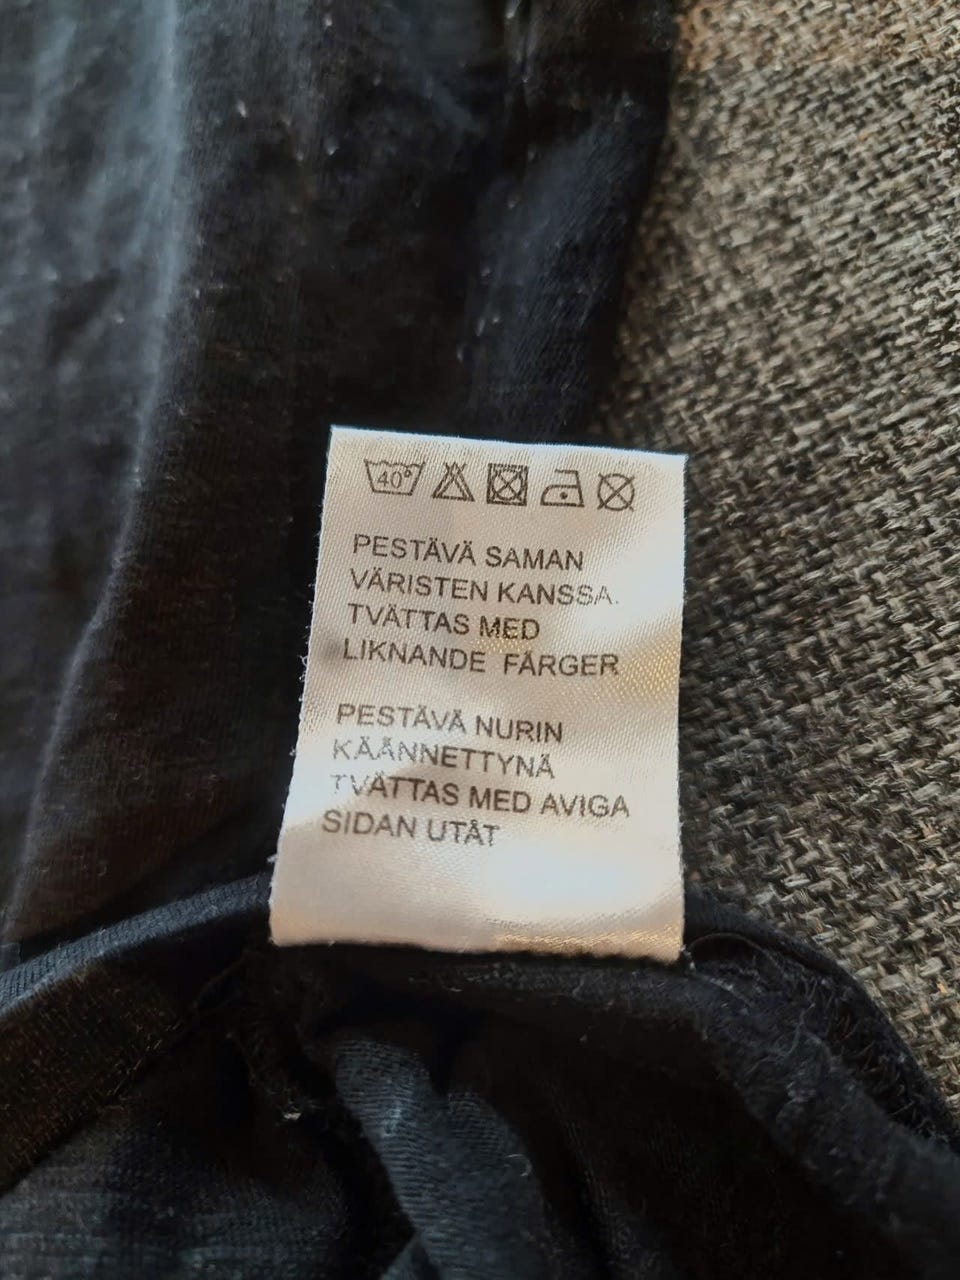 40°
PESTÄVÄ SAMAN
VÄRISTEN KANSSA.
TVÄTTAS MED
LIKNANDE FÄRGER
PESTÄVÄ NURIN
KÄÄNNETTYNÄ
TVÄTTAS MED AVIGA
SIDAN UTÅT